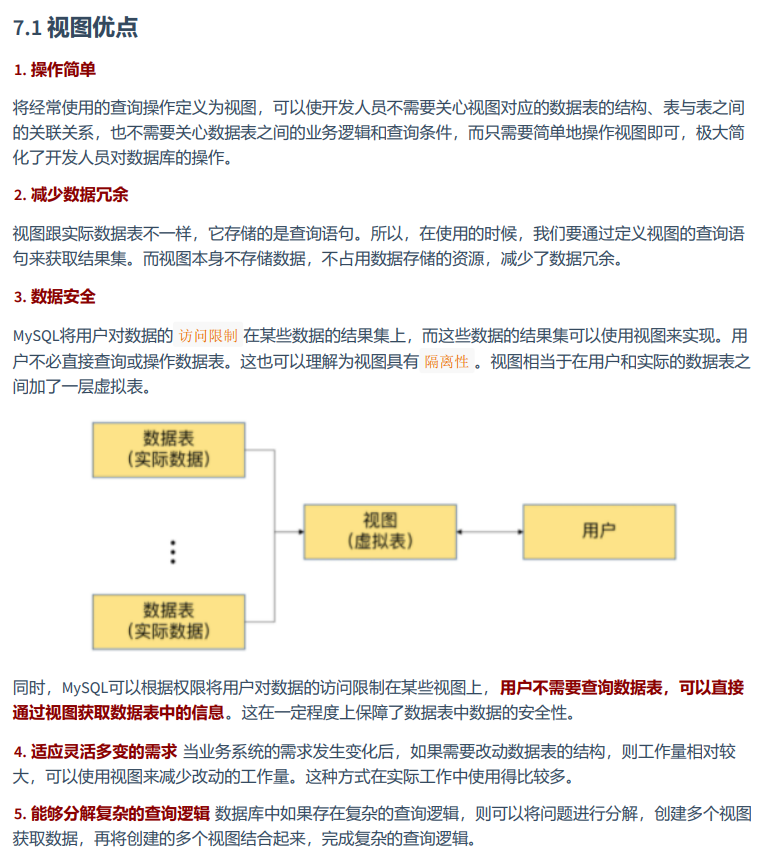 7.1 视图优点
1. 操作简单
将经常使用的查询操作定义为视图，可以使开发人员不需要关心视图对应的数据表的结构、表与表之间
的关联关系，也不需要关心数据表之间的业务逻辑和查询条件，而只需要简单地操作视图即可，极大简
化了开发人员对数据库的操作。
2. 减少数据冗余
视图跟实际数据表不一样，它存储的是查询语句。所以，在使用的时候，我们要通过定义视图的查询语
句来获取结果集。而视图本身不存储数据，不占用数据存储的资源，减少了数据冗余。
3. 数据安全
MySQL将用户对数据的 访问限制 在某些数据的结果集上，而这些数据的结果集可以使用视图来实现。用
户不必直接查询或操作数据表。这也可以理解为视图具有 隔离性 。视图相当于在用户和实际的数据表之
间加了一层虚拟表。
数据表
（实际数据）
视图
（虚拟表）
用户
数据表
（实际数据）
同时，MySQL可以根据权限将用户对数据的访问限制在某些视图上，用户不需要查询数据表，可以直接
通过视图获取数据表中的信息。这在一定程度上保障了数据表中数据的安全性。
4. 适应灵活多变的需求 当业务系统的需求发生变化后，如果需要改动数据表的结构，则工作量相对较
大，可以使用视图来减少改动的工作量。这种方式在实际工作中使用得比较多。
5. 能够分解复杂的查询逻辑 数据库中如果存在复杂的查询逻辑，则可以将问题进行分解，创建多个视图
获取数据，再将创建的多个视图结合起来，完成复杂的查询逻辑。